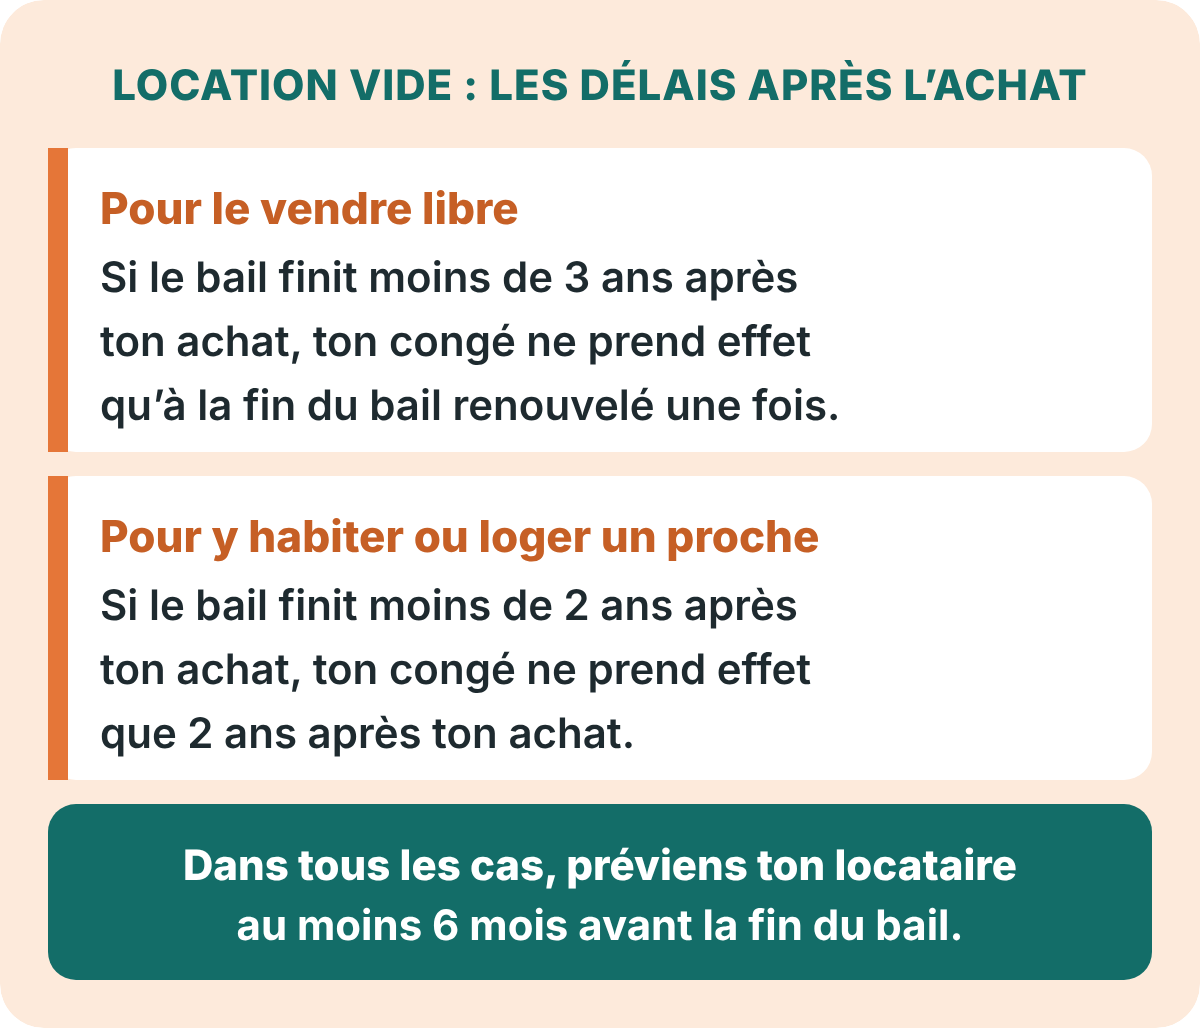 LOCATION VIDE : LES DÉLAIS APRÈS L’ACHAT
Pour le vendre libre
Si le bail finit moins de 3 ans après
ton achat, ton congé ne prend effet
qu’à la fin du bail renouvelé une fois.
Pour y habiter ou loger un proche
Si le bail finit moins de 2 ans après
ton achat, ton congé ne prend effet
que 2 ans après ton achat.
Dans tous les cas, préviens ton locataire
au moins 6 mois avant la fin du bail.